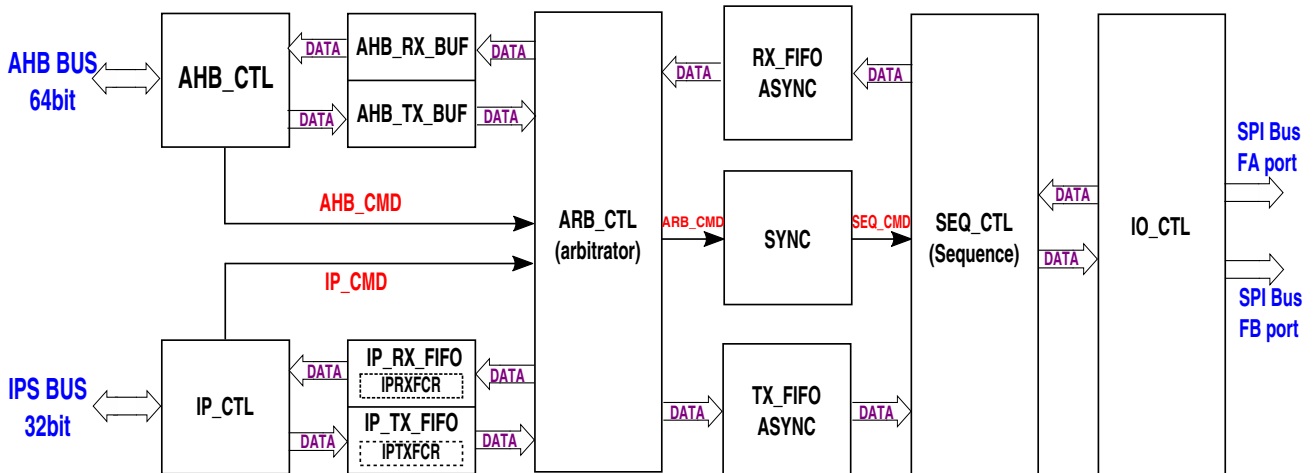 AHB BUS
64bit
AHB_CTL
DATA
DATA
AHB_RX_BUF
AHB_TX_BUF
DATA
DATA
AHB_CMD
IP_CMD
IPS BUS
32bit
IP_CTL
DATA
DATA
IP_RX_FIFO
IPRXFCR
IP_TX_FIFO
IPTXFCR
DATA
DATA
ARB_CTL
(arbitrator)
DATA
ARB_CMD
DATA
RX_FIFO
ASYNC
SYNC
TX_FIFO
ASYNC
DATA
SEQ_CMD
DATA
SEQ_CTL
(Sequence)
DATA
DATA
IO_CTL
SPI Bus
FA port
SPI Bus
FB port